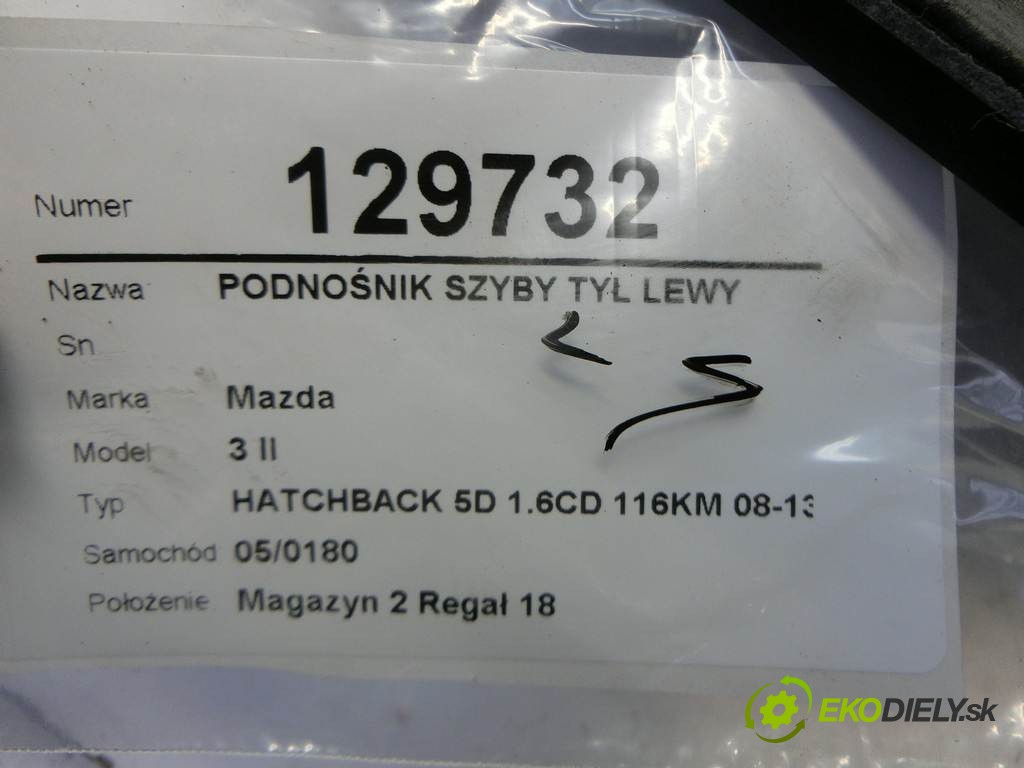 Numer 129732
Nazwa PODNOŚNIK SZYBY TYŁ LEWY
Sn
Marka Mazda
Model 3 II
Typ HATCHBACK 5D 1.6CD 116KM 08-13
Samochód 05/0180
Położenie Magazyn 2 Regał 18
EKODIELY.sk